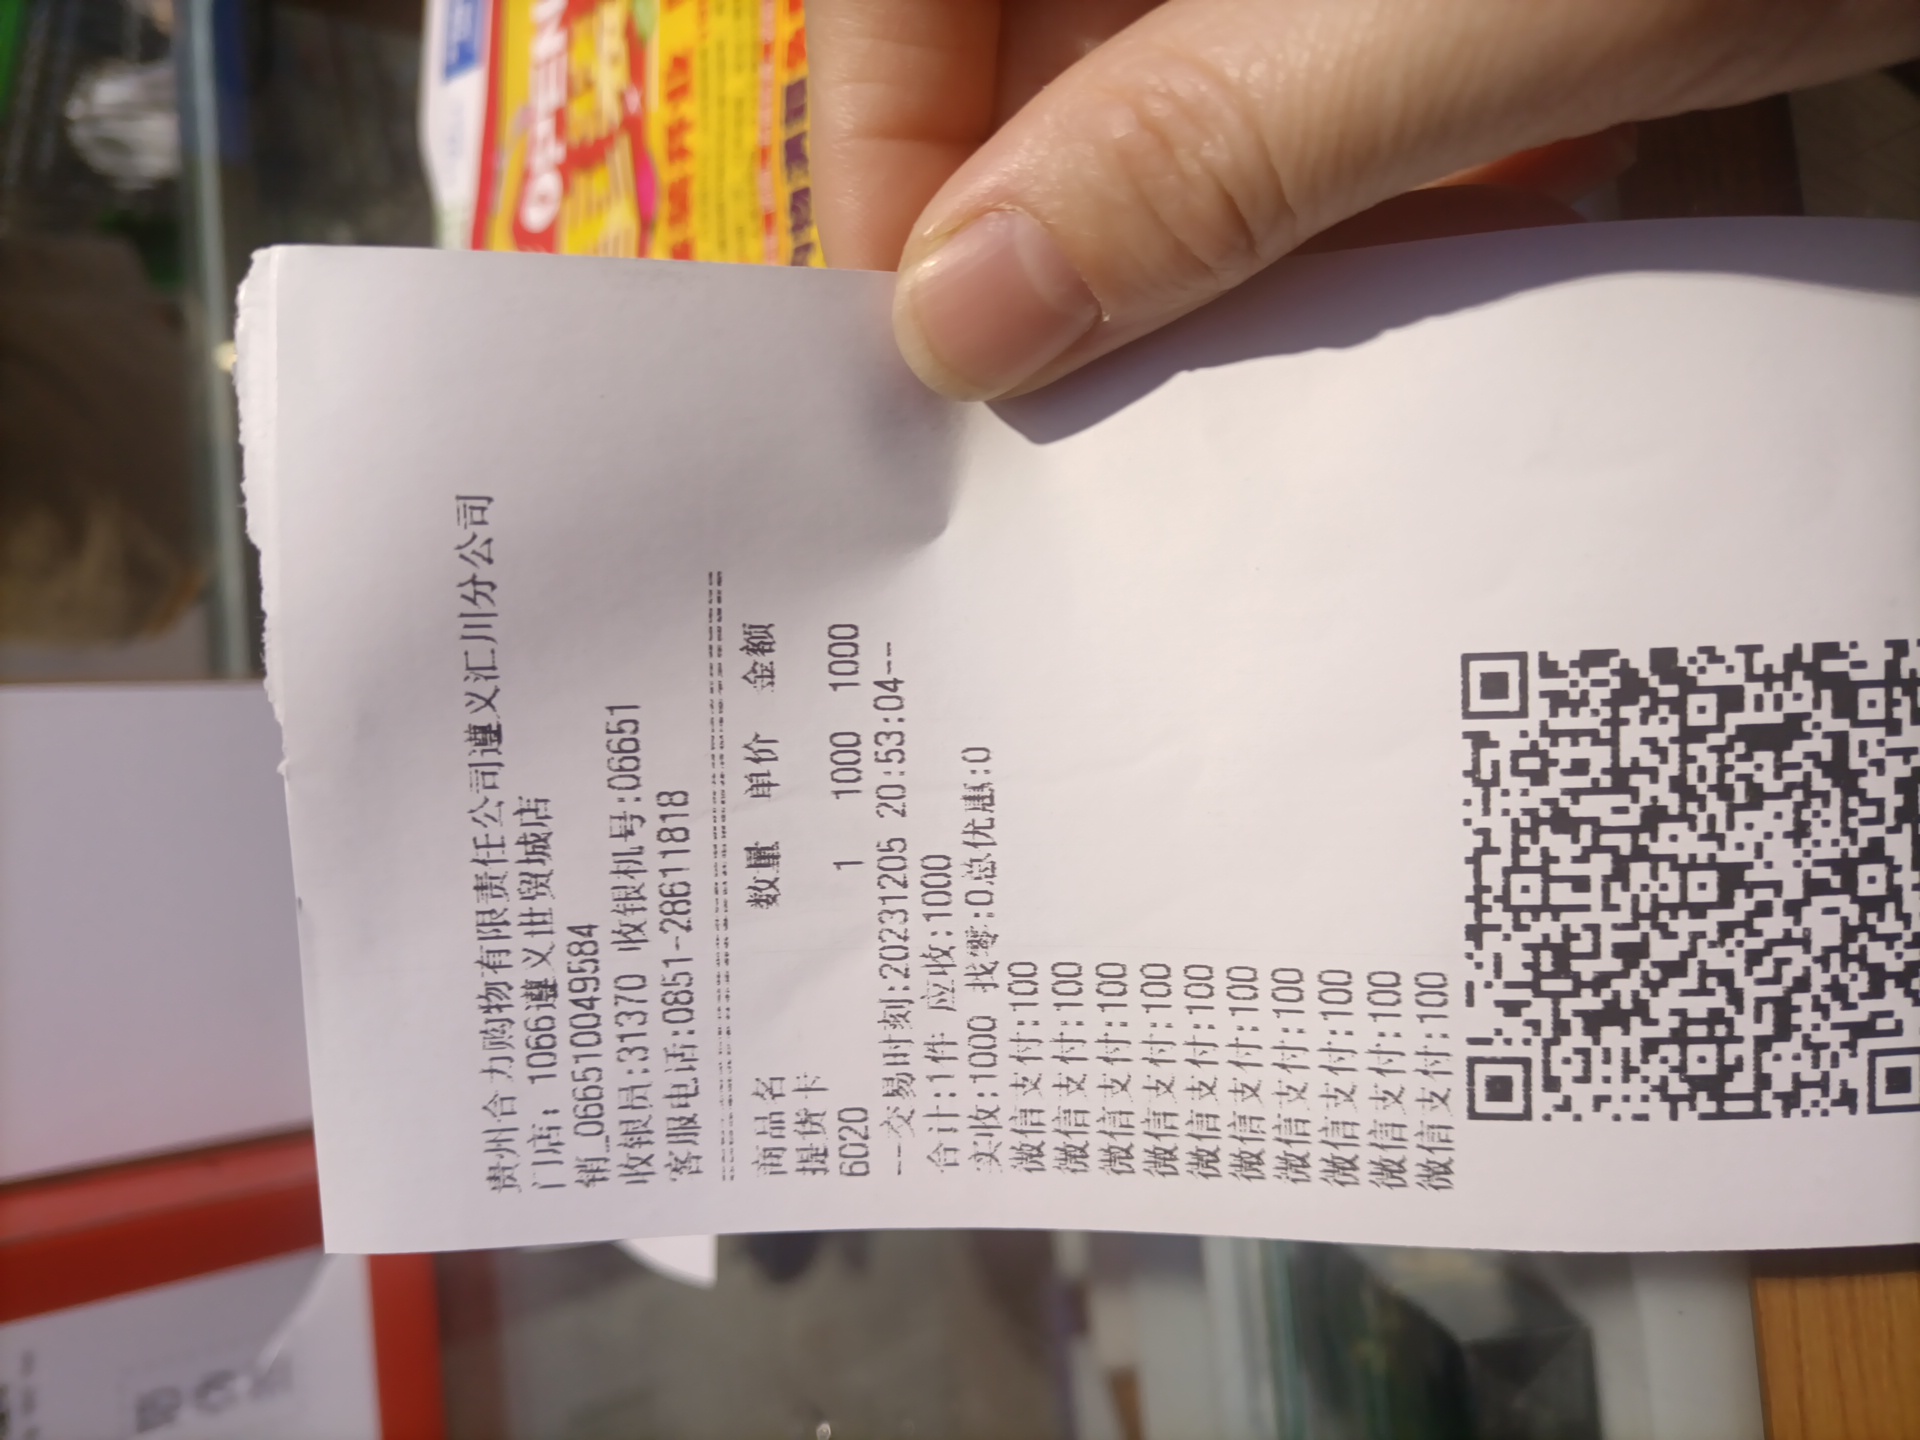 贵州合力购物有限责任公司遵义汇川分公司
门店: 1066遵义世贸城店
销_066510049584
收银员:31370 收银机号:06651
客服电话:0851-28611818
商品名 数量 单价 金额
提货卡
6020 1 1000 1000
--交易时刻:20231205 20:53:04--
合计:1件 应收:1000
实收:1000 找零:0总优惠:0
微信支付:100
微信支付:100
微信支付:100
微信支付:100
微信支付:100
微信支付:100
微信支付:100
微信支付:100
微信支付:100
微信支付:100
OPEN